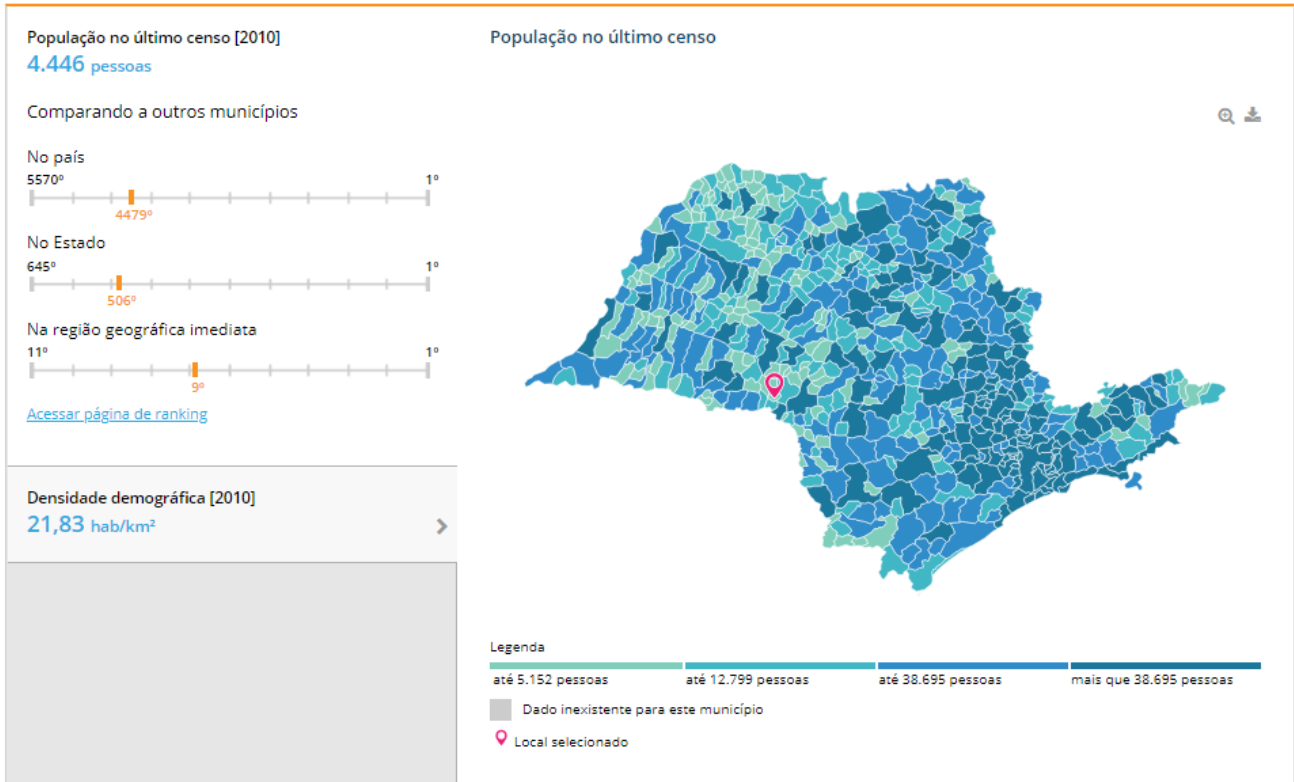 População no último censo [2010]
4.446 pessoas
Comparando a outros municípios
No país
5570º 1º
4479º
No Estado
645º 1º
506º
Na região geográfica imediata
11º 1º
9º
Acessar página de ranking
Densidade demográfica [2010]
21,83 hab/km²
População no último censo
Legenda
até 5.152 pessoas até 12.799 pessoas até 38.695 pessoas mais que 38.695 pessoas
Dado inexistente para este município
Local selecionado